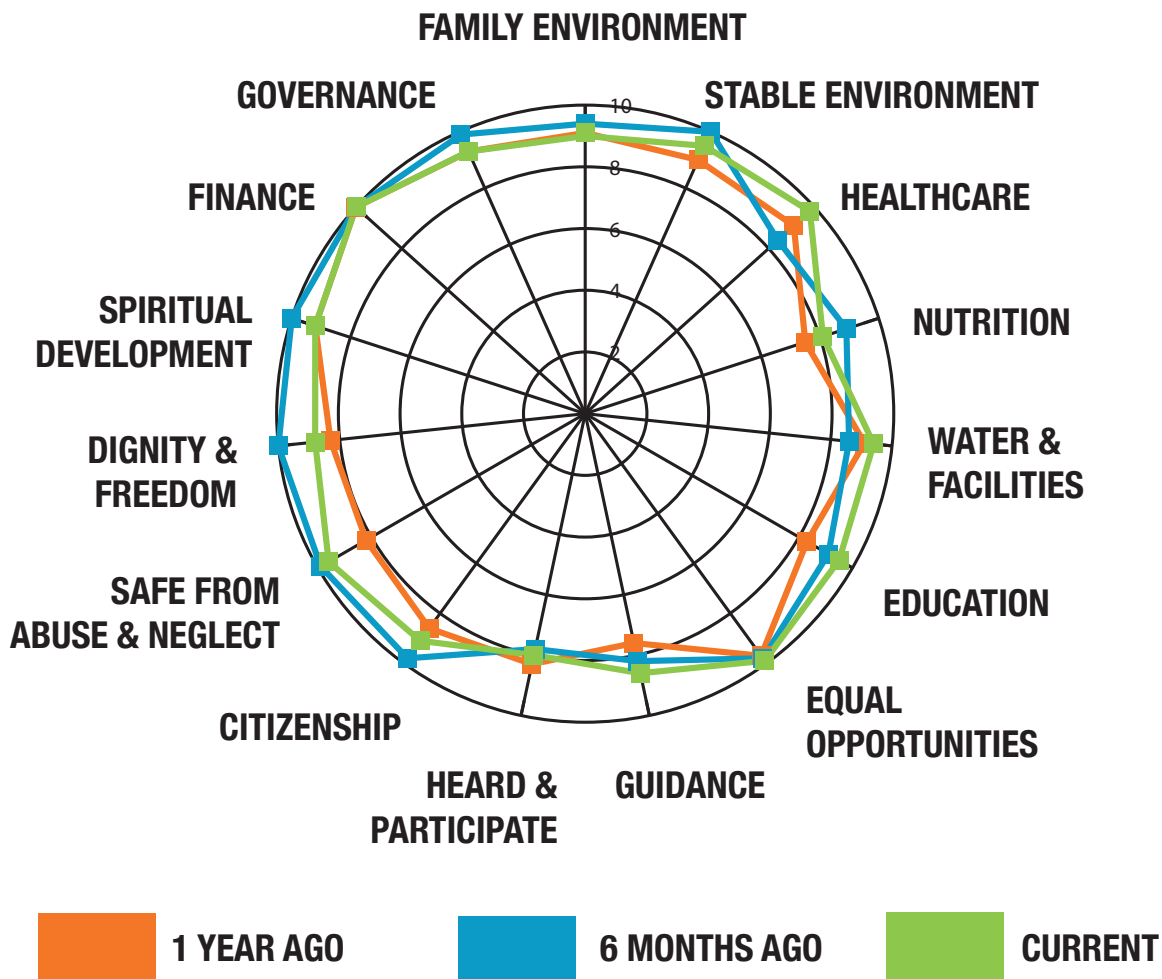 FAMILY ENVIRONMENT
GOVERNANCE
STABLE ENVIRONMENT
10
FINANCE
8
HEALTHCARE
6
SPIRITUAL
DEVELOPMENT
4
NUTRITION
2
DIGNITY &
FREEDOM
WATER &
FACILITIES
SAFE FROM
ABUSE & NEGLECT
EDUCATION
CITIZENSHIP
EQUAL
OPPORTUNITIES
HEARD &
PARTICIPATE
GUIDANCE
1 YEAR AGO
6 MONTHS AGO
CURRENT